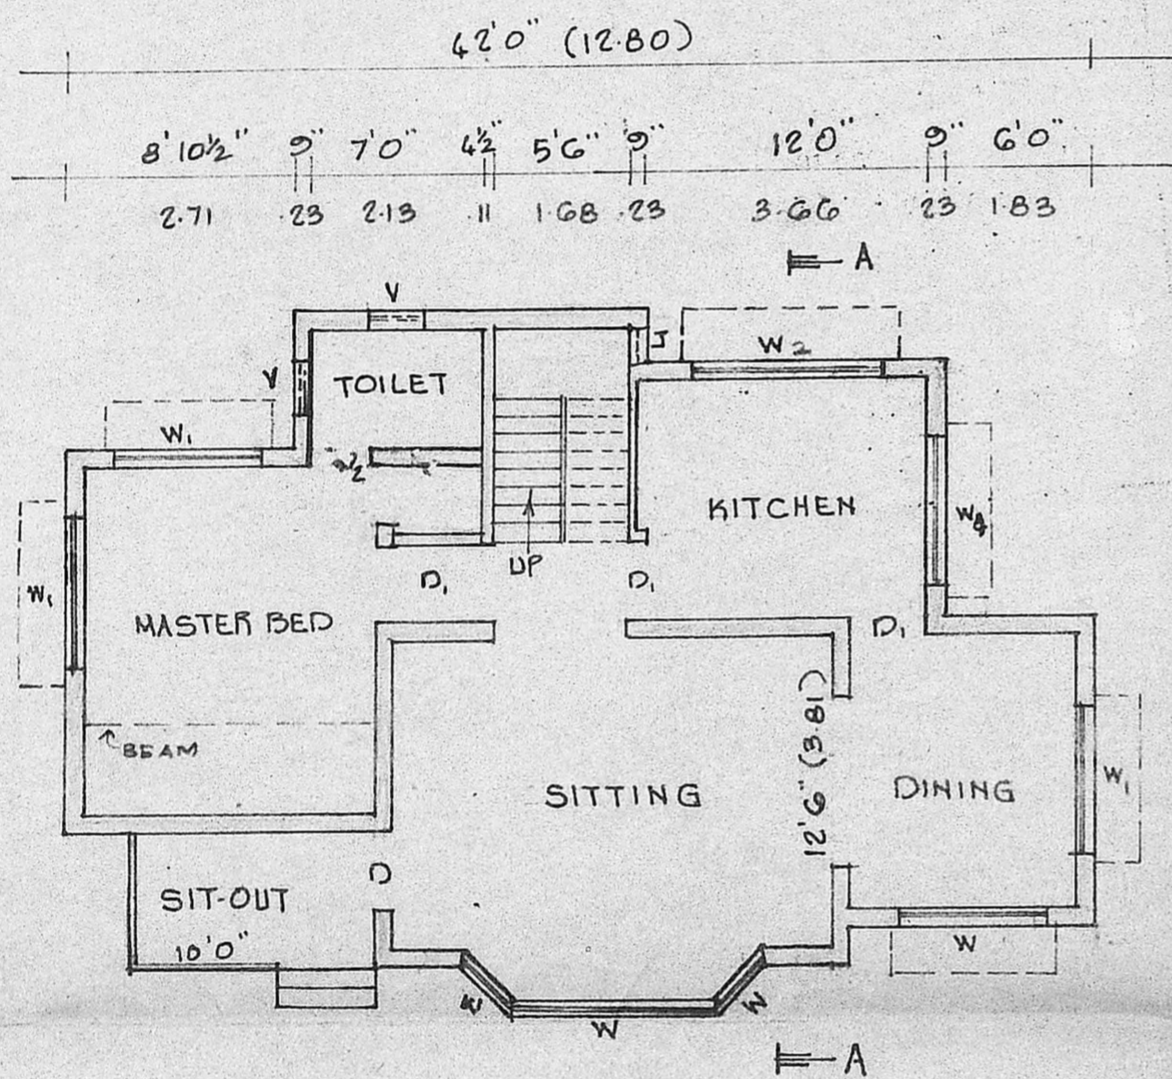 42'0" (12.80)
8'10½" 9" 7'0" 4½" 5'6" 9" 12'0" 9" 6'0"
2.71 .23 2.13 .11 1.68 .23 3.66 23 1.83
A
V
J
W2
V
TOILET
W1
KITCHEN
W1
UP
D1
D1
MASTER BED
D1
BEAM
12'6" (3.81)
SITTING
DINING
W1
D
SIT-OUT
10'0"
W
W
W
W
A